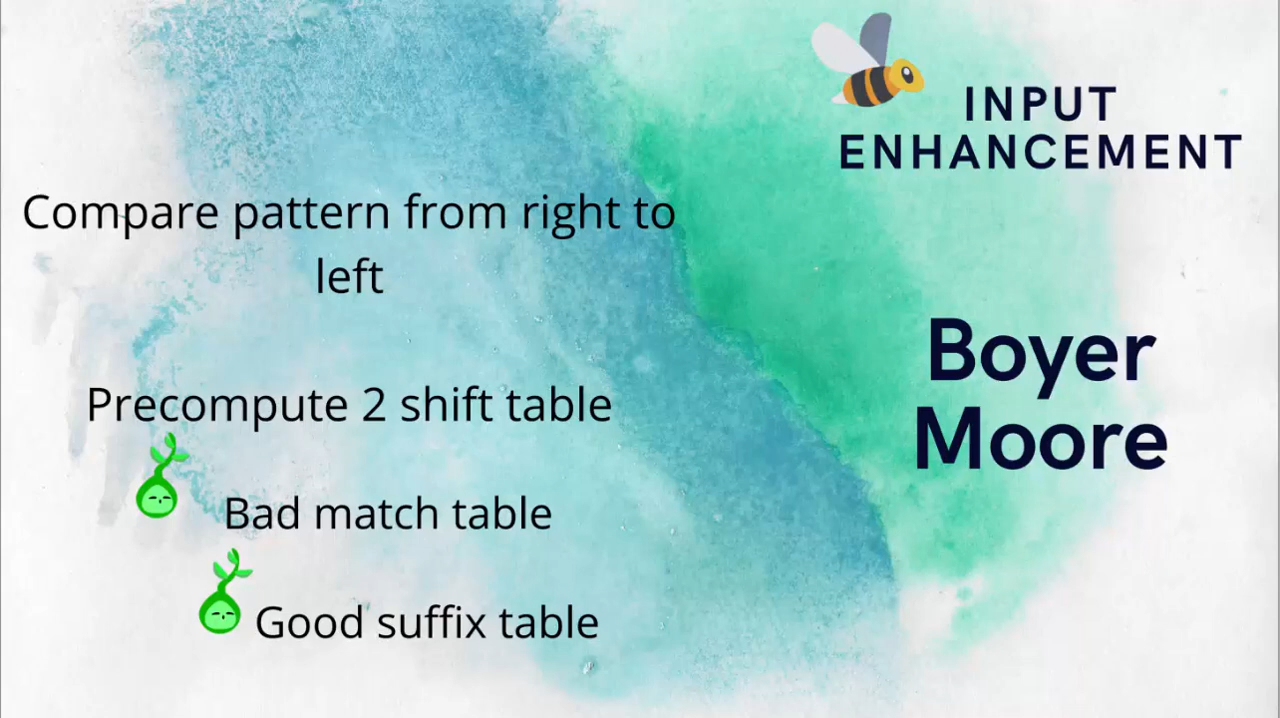 INPUT
ENHANCEMENT
Compare pattern from right to
left
Precompute 2 shift table
Bad match table
Good suffix table
Boyer
Moore